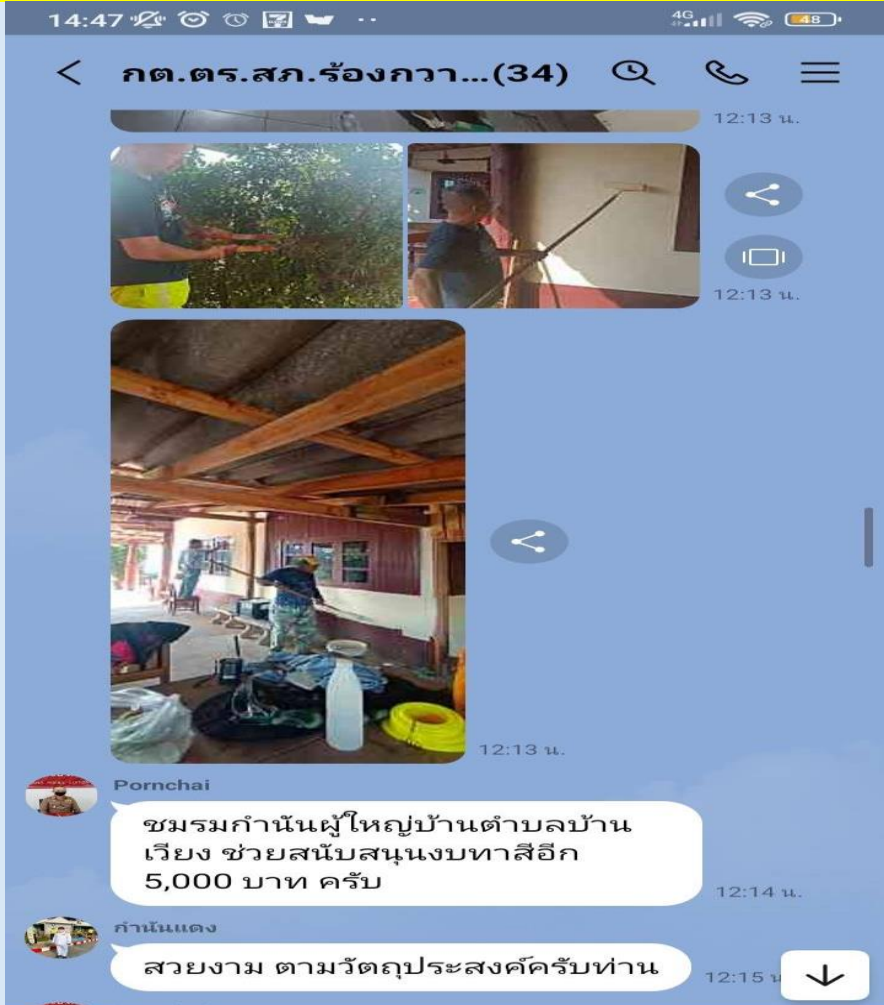 14:47
4G
48
กต.ตร.สภ.ร้องกวา...(34)
12:13 น.
12:13 น.
12:13 น.
Pornchai
ชมรมกำนันผู้ใหญ่บ้านตำบลบ้าน
เวียง ช่วยสนับสนุนงบทาสีอีก
5,000 บาท ครับ
12:14 น.
กำนันแดง
สวยงาม ตามวัตถุประสงค์ครับท่าน
12:15 น